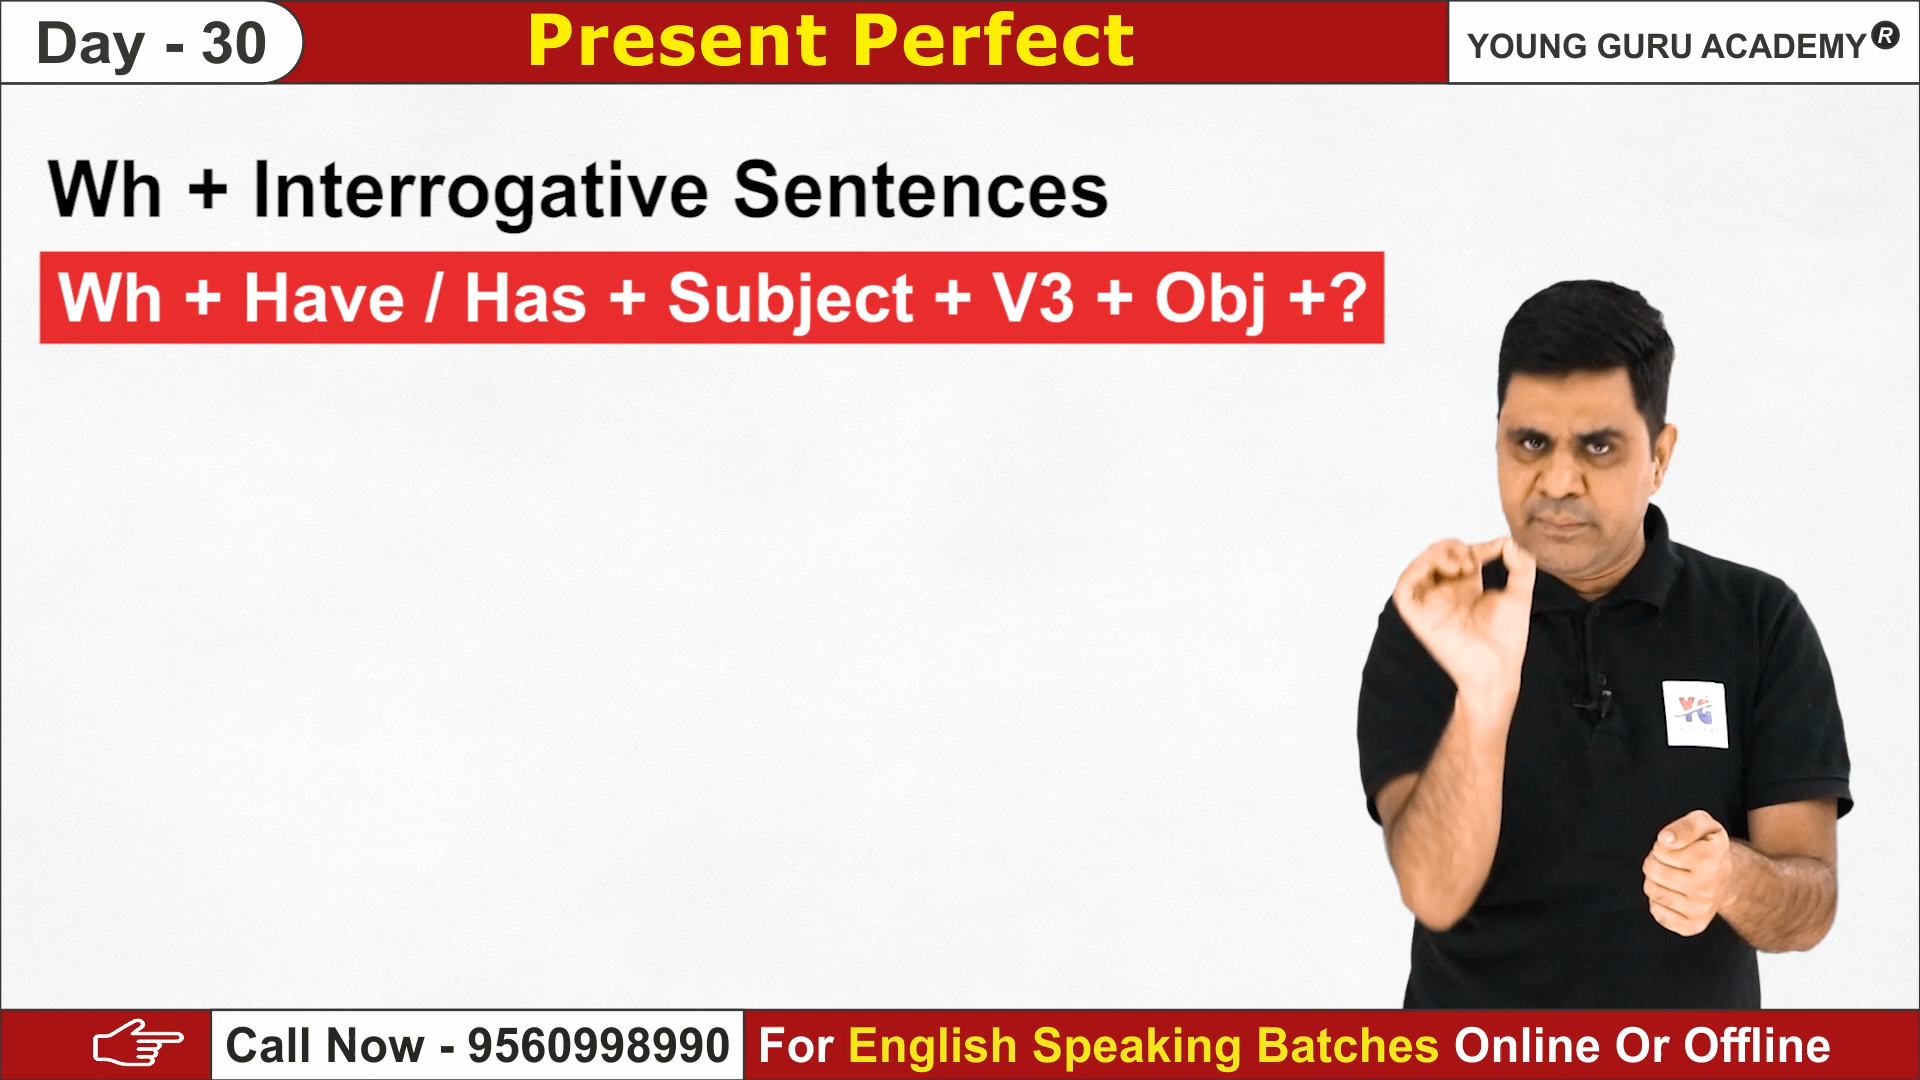 Day - 30
Present Perfect
YOUNG GURU ACADEMY®
Wh + Interrogative Sentences
Wh + Have / Has + Subject + V3 + Obj +?
YG
Call Now - 9560998990
For English Speaking Batches Online Or Offline